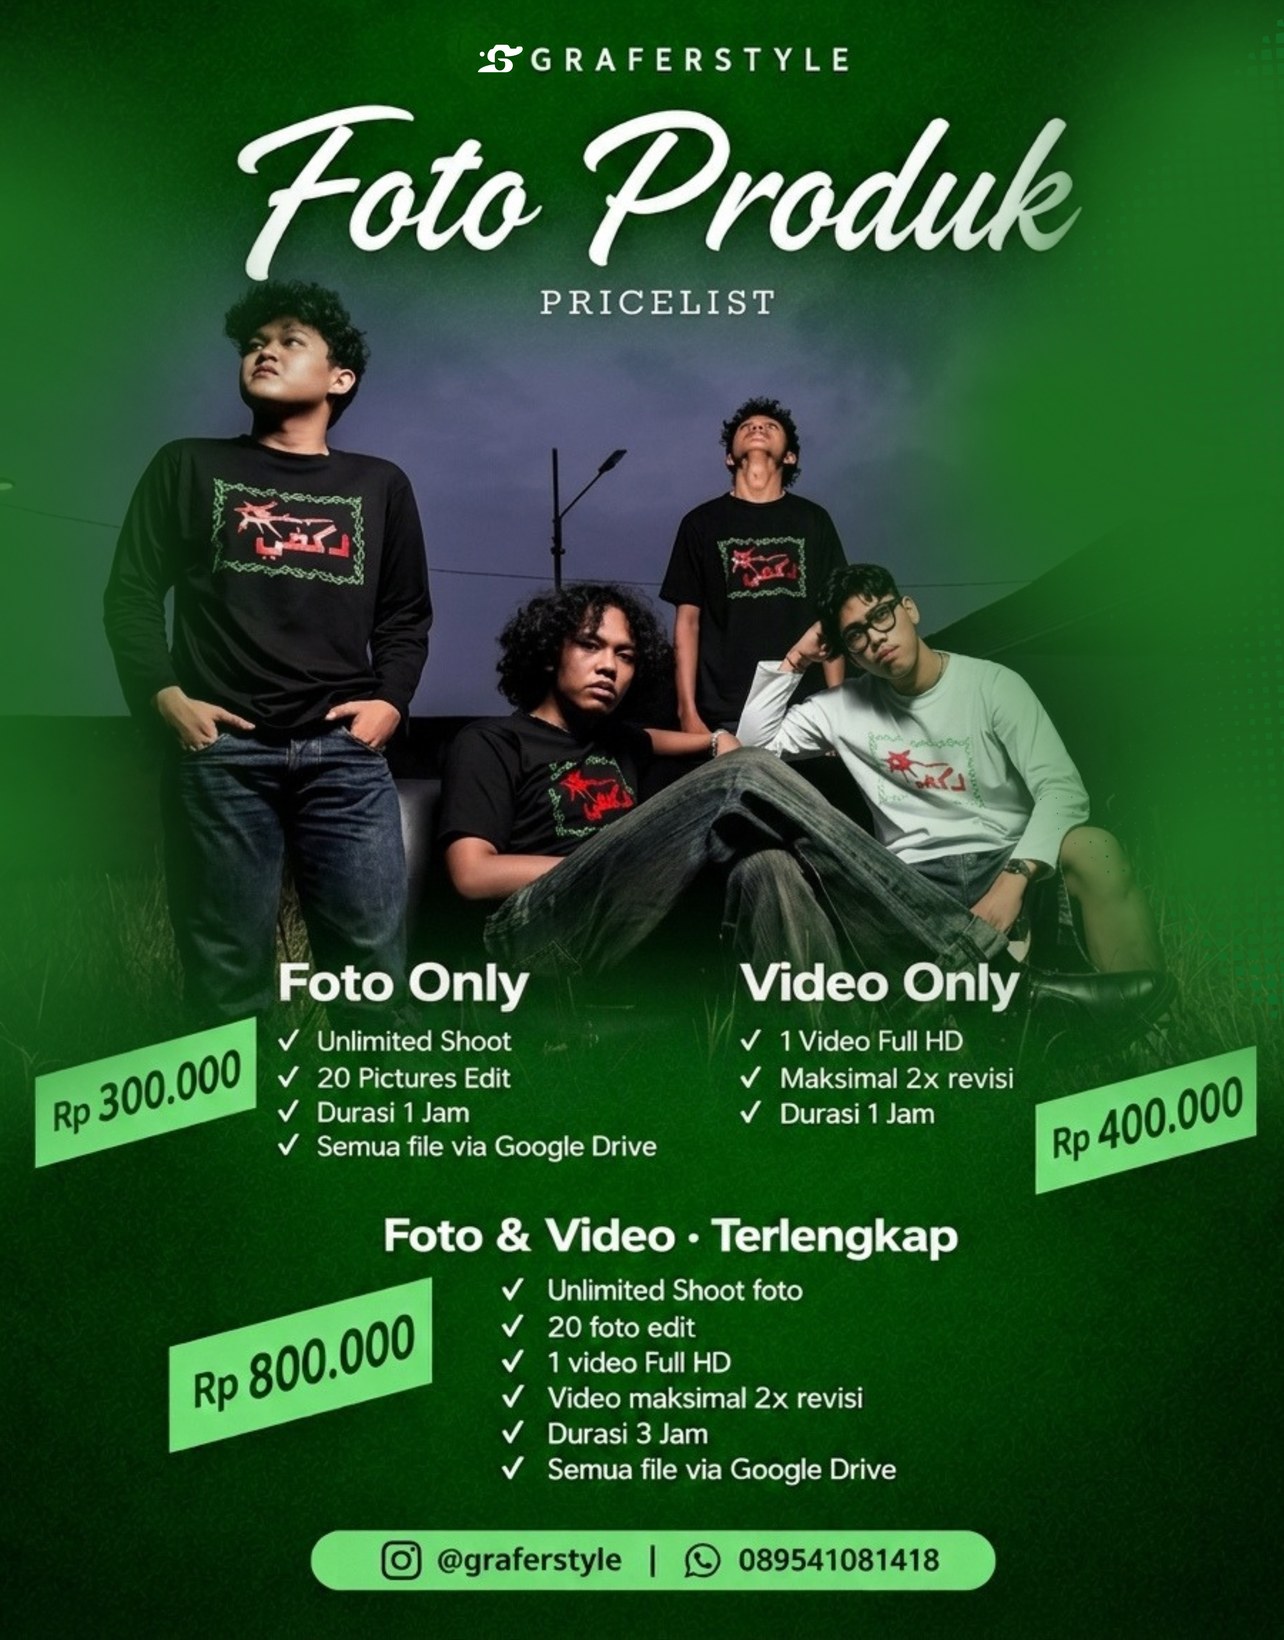 GRAFERSTYLE
Foto Produk
PRICELIST
Foto Only
✓ Unlimited Shoot
✓ 20 Pictures Edit
✓ Durasi 1 Jam
✓ Semua file via Google Drive
Rp 300.000
Video Only
✓ 1 Video Full HD
✓ Maksimal 2x revisi
✓ Durasi 1 Jam
Rp 400.000
Foto & Video • Terlengkap
✓ Unlimited Shoot foto
✓ 20 foto edit
✓ 1 video Full HD
✓ Video maksimal 2x revisi
✓ Durasi 3 Jam
✓ Semua file via Google Drive
Rp 800.000
@graferstyle | 089541081418